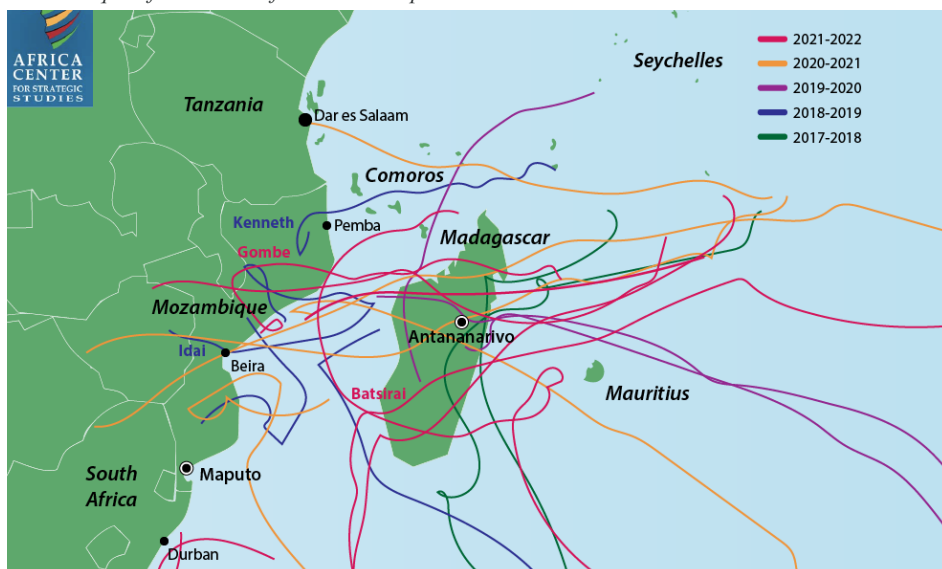 AFRICA
CENTER
FOR STRATEGIC
STUDIES
2021-2022
2020-2021
2019-2020
2018-2019
2017-2018
Seychelles
Tanzania
Dar es Salaam
Comoros
Kenneth
Pemba
Madagascar
Gombe
Mozambique
Antananarivo
Idai
Beira
Batsirai
Mauritius
South
Africa
Maputo
Durban